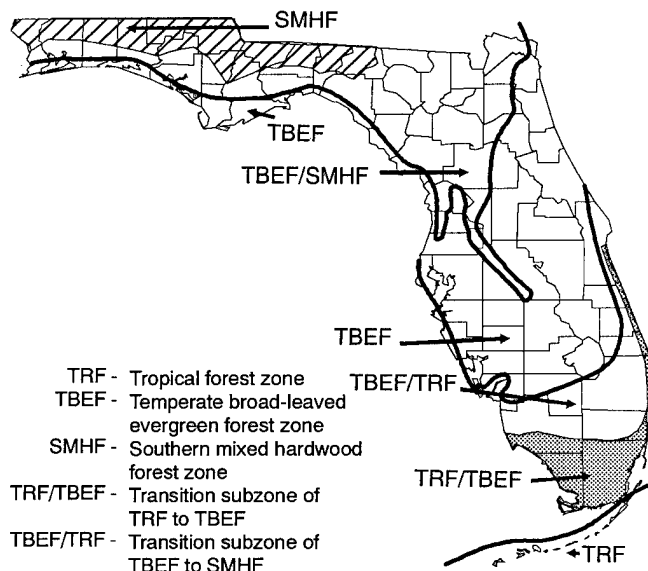 SMHF
TBEF
TBEF/SMHF
TBEF
TBEF/TRF
TRF/TBEF
TRF
TRF - Tropical forest zone
TBEF - Temperate broad-leaved
evergreen forest zone
SMHF - Southern mixed hardwood
forest zone
TRF/TBEF - Transition subzone of
TRF to TBEF
TBEF/TRF - Transition subzone of
TBEF to SMHF